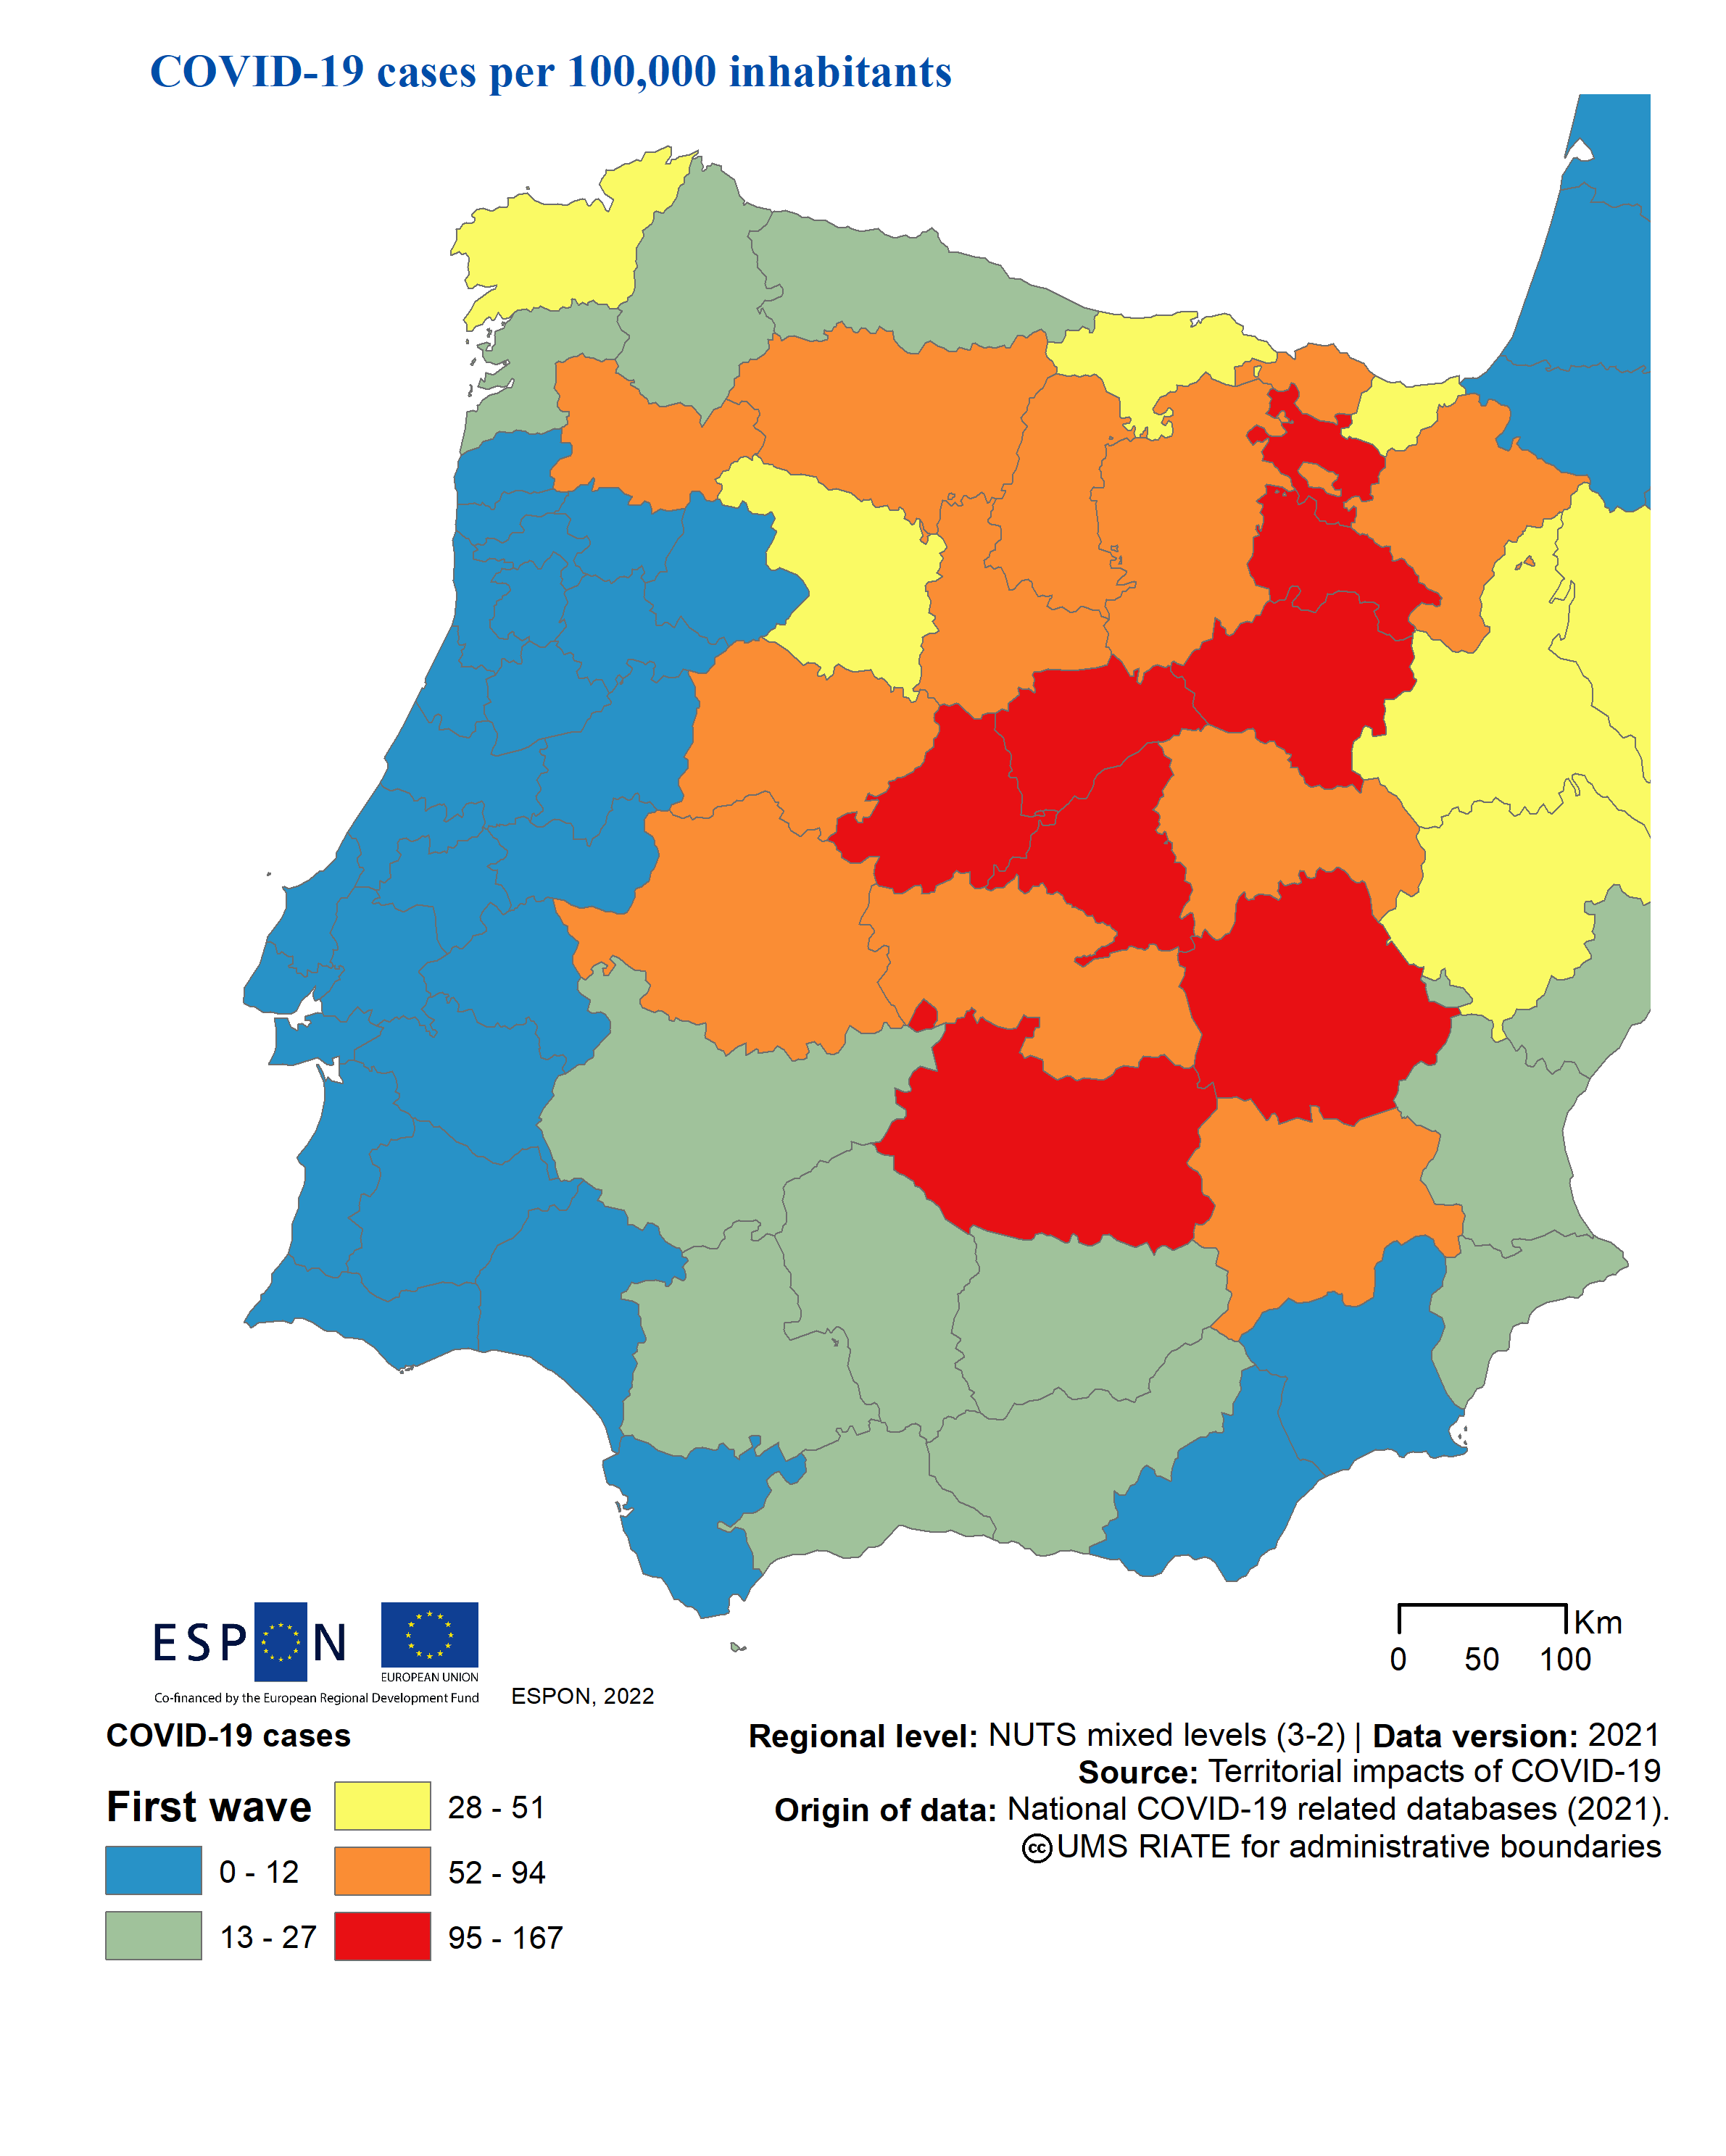 COVID-19 cases per 100,000 inhabitants
Km
0 50 100
ESPON
EUROPEAN UNION
Co-financed by the European Regional Development Fund
ESPON, 2022
COVID-19 cases
First wave
0 - 12
13 - 27
28 - 51
52 - 94
95 - 167
Regional level: NUTS mixed levels (3-2) | Data version: 2021
Source: Territorial impacts of COVID-19
Origin of data: National COVID-19 related databases (2021).
cc UMS RIATE for administrative boundaries